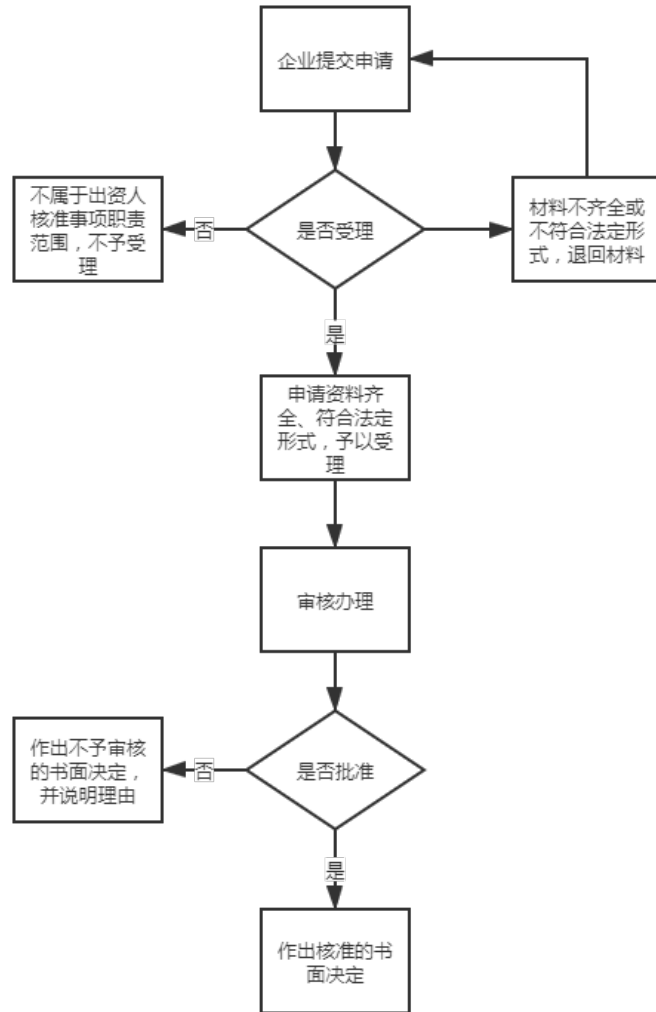 企业提交申请
不属于出资人
核准事项职责
范围，不予受
理
否
是否受理
材料不齐全或
不符合法定形
式，退回材料
是
申请资料齐
全、符合法定
形式，予以受
理
审核办理
作出不予审核
的书面决定，
并说明理由
否
是否批准
是
作出核准的书
面决定